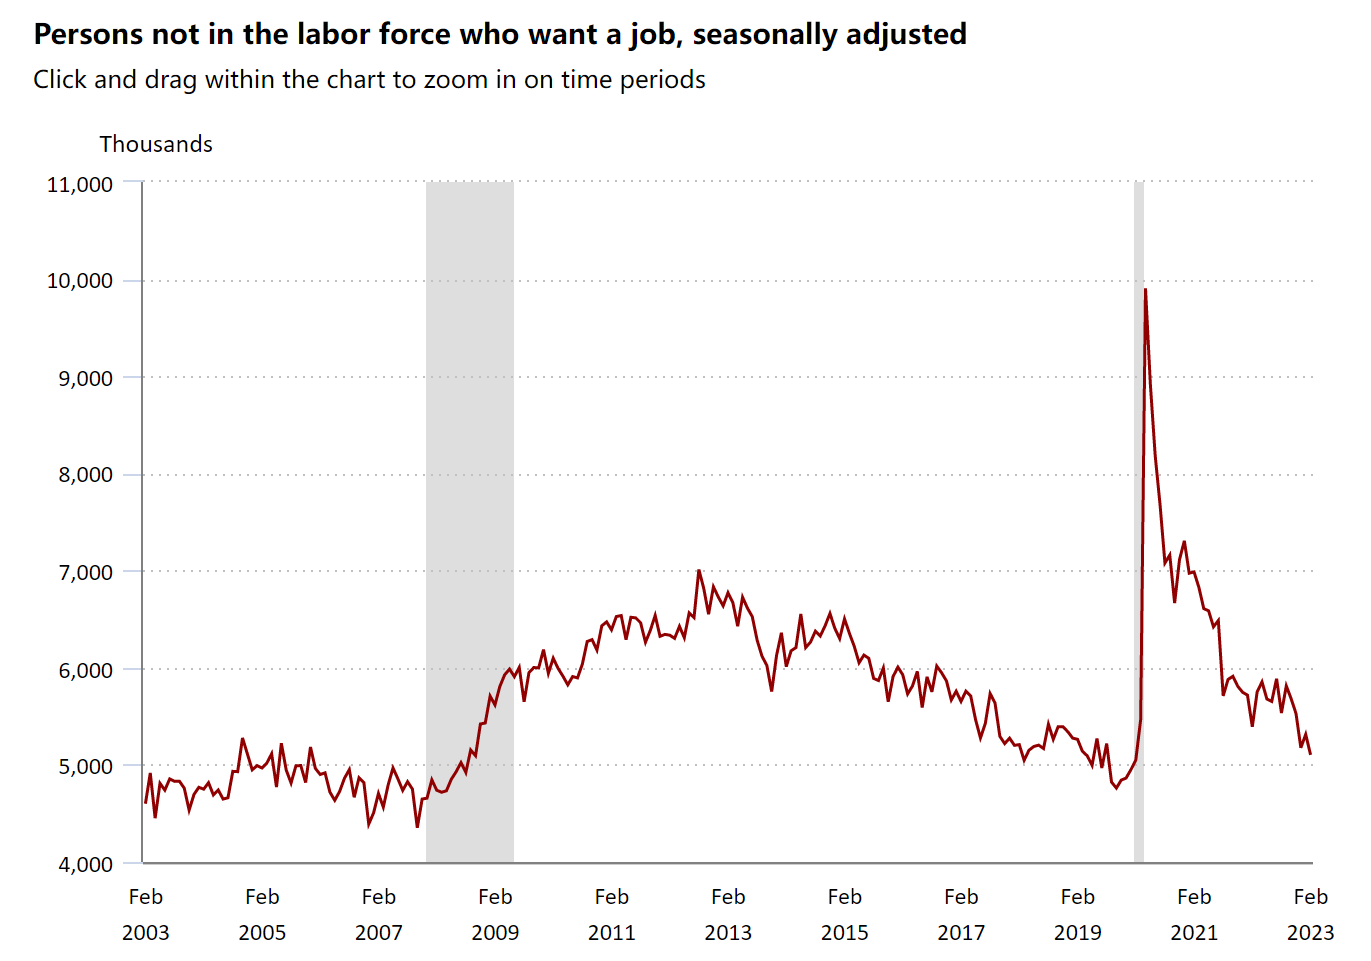 Persons not in the labor force who want a job, seasonally adjusted
Click and drag within the chart to zoom in on time periods
Thousands
11,000
10,000
9,000
8,000
7,000
6,000
5,000
4,000
Feb Feb Feb Feb Feb Feb Feb Feb Feb Feb Feb
2003 2005 2007 2009 2011 2013 2015 2017 2019 2021 2023